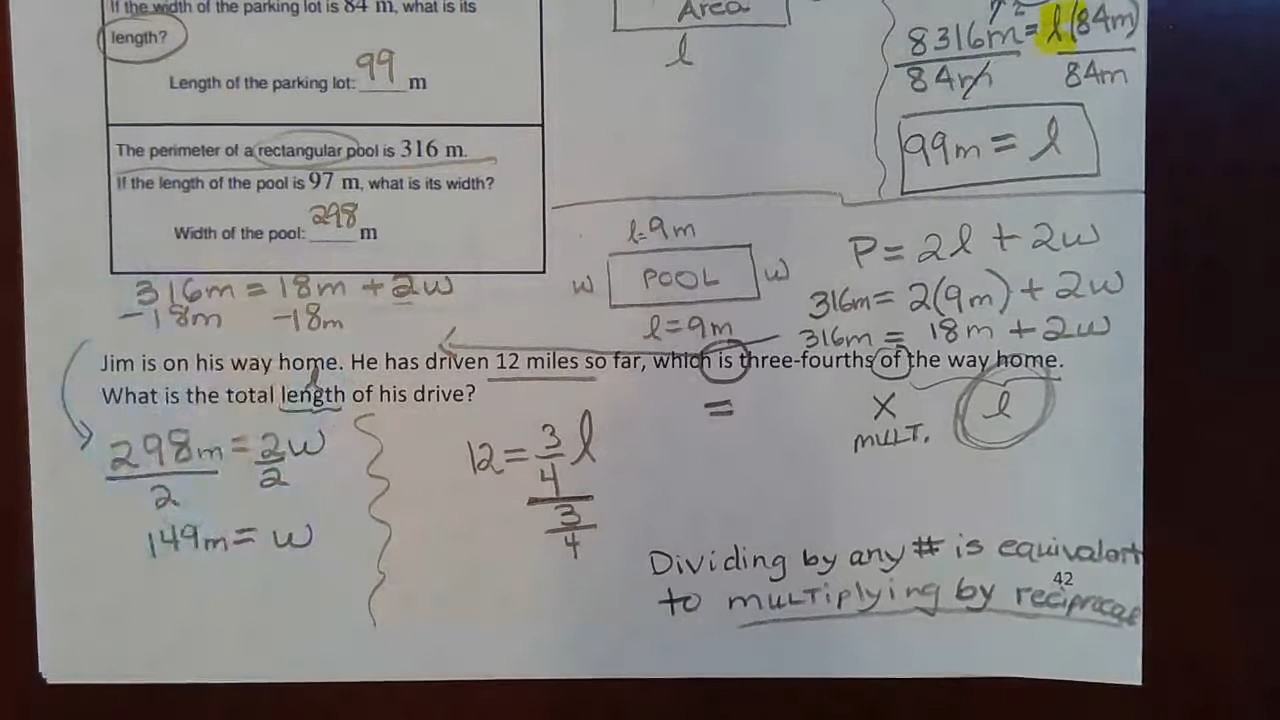 If the width of the parking lot is 84 m, what is its
length?
Length of the parking lot: 99 m
The perimeter of a rectangular pool is 316 m.
If the length of the pool is 97 m, what is its width?
Width of the pool: 298 m
Area
l
8316m² = l(84m)
84m 84m
99m = l
l=9m
w POOL w
l=9m
P = 2l + 2w
316m = 2(9m) + 2w
316m = 18m + 2w
316m = 18m + 2w
-18m -18m
Jim is on his way home. He has driven 12 miles so far, which is three-fourths of the way home.
What is the total length of his drive?
= X l
MULT.
298m = 2w
2 2
149m = w
12 = 3/4 l
3/4
Dividing by any # is equivalent
to multiplying by reciprocal
42